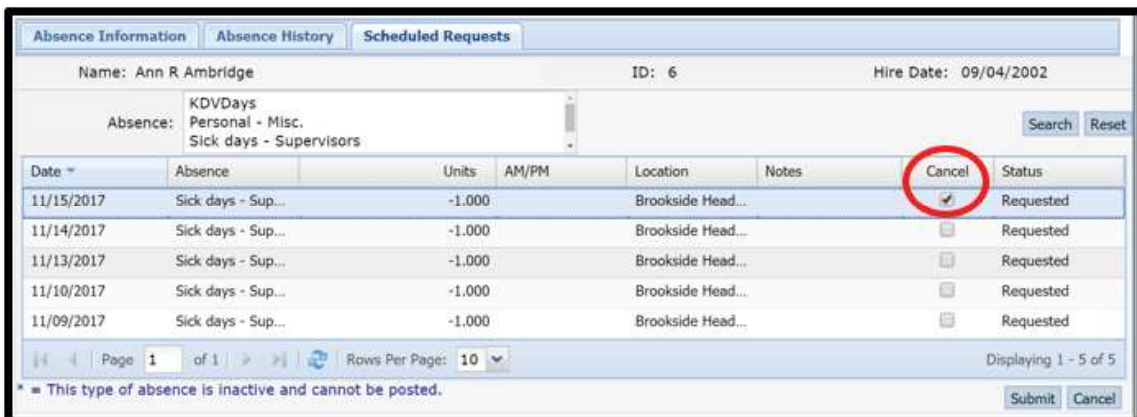 Absence Information Absence History Scheduled Requests
Name: Ann R Ambridge ID: 6 Hire Date: 09/04/2002
KDVDays
Absence: Personal - Misc. Search Reset
Sick days - Supervisors
Date Absence Units AM/PM Location Notes Cancel Status
11/15/2017 Sick days - Sup... -1.000 Brookside Head... Requested
11/14/2017 Sick days - Sup... -1.000 Brookside Head... Requested
11/13/2017 Sick days - Sup... -1.000 Brookside Head... Requested
11/10/2017 Sick days - Sup... -1.000 Brookside Head... Requested
11/09/2017 Sick days - Sup... -1.000 Brookside Head... Requested
Page 1 of 1 Rows Per Page: 10 Displaying 1 - 5 of 5
* = This type of absence is inactive and cannot be posted. Submit Cancel